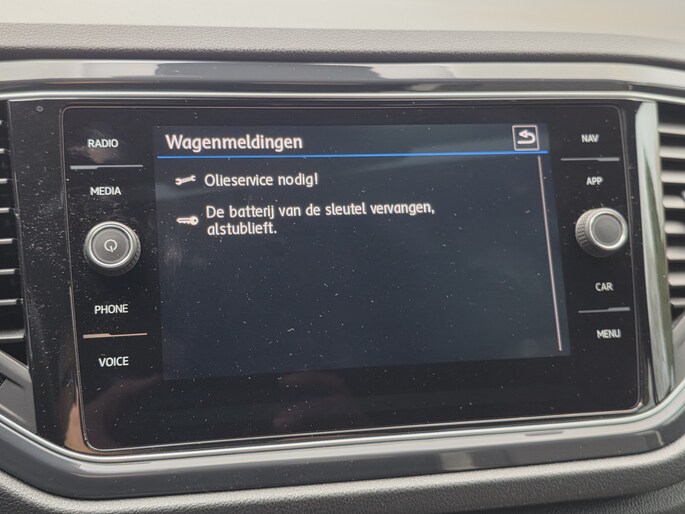 RADIO
MEDIA
PHONE
VOICE
Wagenmeldingen
Olieservice nodig!
De batterij van de sleutel vervangen,
alstublieft.
NAV
APP
CAR
MENU